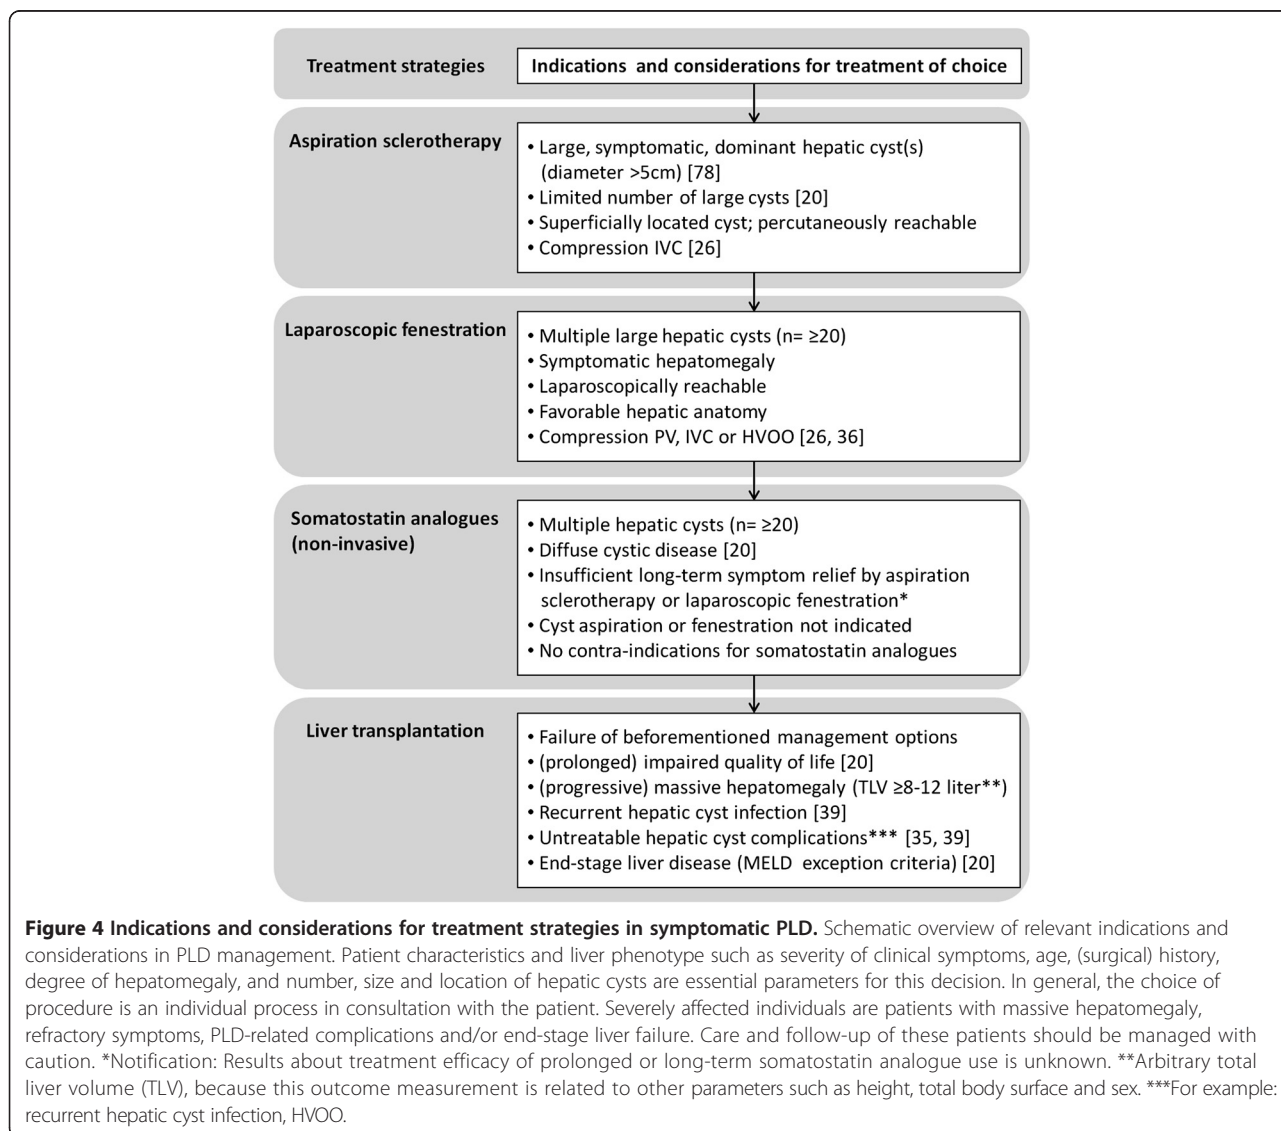 Treatment strategies
Indications and considerations for treatment of choice
Aspiration sclerotherapy
• Large, symptomatic, dominant hepatic cyst(s)
(diameter >5cm) [78]
• Limited number of large cysts [20]
• Superficially located cyst; percutaneously reachable
• Compression IVC [26]
Laparoscopic fenestration
• Multiple large hepatic cysts (n= ≥20)
• Symptomatic hepatomegaly
• Laparoscopically reachable
• Favorable hepatic anatomy
• Compression PV, IVC or HVOO [26, 36]
Somatostatin analogues
(non-invasive)
• Multiple hepatic cysts (n= ≥20)
• Diffuse cystic disease [20]
• Insufficient long-term symptom relief by aspiration
sclerotherapy or laparoscopic fenestration*
• Cyst aspiration or fenestration not indicated
• No contra-indications for somatostatin analogues
Liver transplantation
• Failure of beforementioned management options
• (prolonged) impaired quality of life [20]
• (progressive) massive hepatomegaly (TLV ≥8-12 liter**)
• Recurrent hepatic cyst infection [39]
• Untreatable hepatic cyst complications*** [35, 39]
• End-stage liver disease (MELD exception criteria) [20]
Figure 4 Indications and considerations for treatment strategies in symptomatic PLD. Schematic overview of relevant indications and
considerations in PLD management. Patient characteristics and liver phenotype such as severity of clinical symptoms, age, (surgical) history,
degree of hepatomegaly, and number, size and location of hepatic cysts are essential parameters for this decision. In general, the choice of
procedure is an individual process in consultation with the patient. Severely affected individuals are patients with massive hepatomegaly,
refractory symptoms, PLD-related complications and/or end-stage liver failure. Care and follow-up of these patients should be managed with
caution. *Notification: Results about treatment efficacy of prolonged or long-term somatostatin analogue use is unknown. **Arbitrary total
liver volume (TLV), because this outcome measurement is related to other parameters such as height, total body surface and sex. ***For example:
recurrent hepatic cyst infection, HVOO.